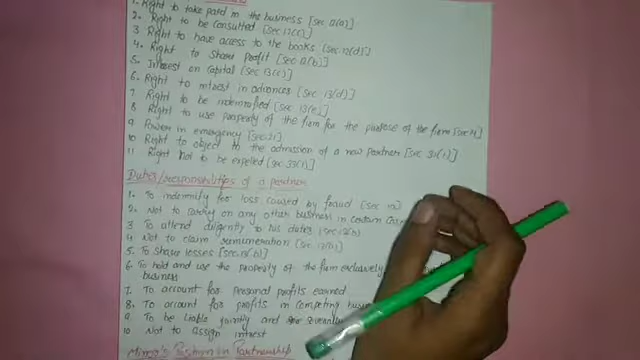 1. Right to take part in the business [sec 12(a)]
2. Right to be consulted [sec 12(c)]
3 Right to have access to the books [sec 12(d)]
4. Right to share profit [sec 13(b)]
5. Interest on capital [sec 13(c)]
6. Right to intrest in advances [sec 13(d)]
7 Right to be indemnified [sec 13(e)]
8 Right to use property of the firm for the purpose of the firm [sec
9 Power in emergency [sec 21]
10 Right to object to the admission of a new partner [sec 31(1)]
11 Right Not to be expelled [sec 33(1)]
Duties/responsibilities of a partner
1. To indemnify for loss caused by fraud [sec 10]
2. Not to carry on any other business in certain
3. To attend diligently to his duties [sec 12(b)
4 Not to claim remuneration [sec 13(a)]
5. To share losses [sec 13(b)]
6. To hold and use the property of the firm exclusively
business
7. To account for personal profits earned
8. To account for profits in competing
9 To be liable jointly and severally
10 Not to assign intrest
Minor's Position in Partnership